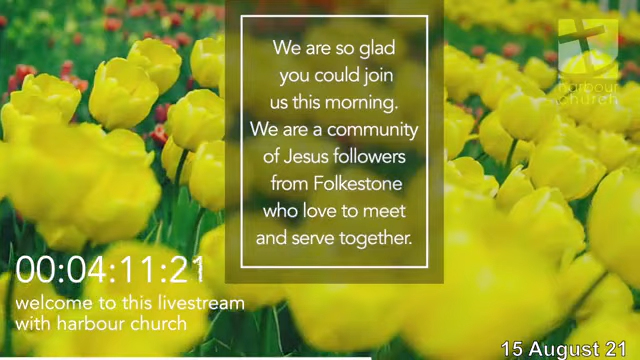 We are so glad
you could join
us this morning.
We are a community
of Jesus followers
from Folkestone
who love to meet
and serve together.
harbour
church
00:04:11:21
welcome to this livestream
with harbour church
15 August 21